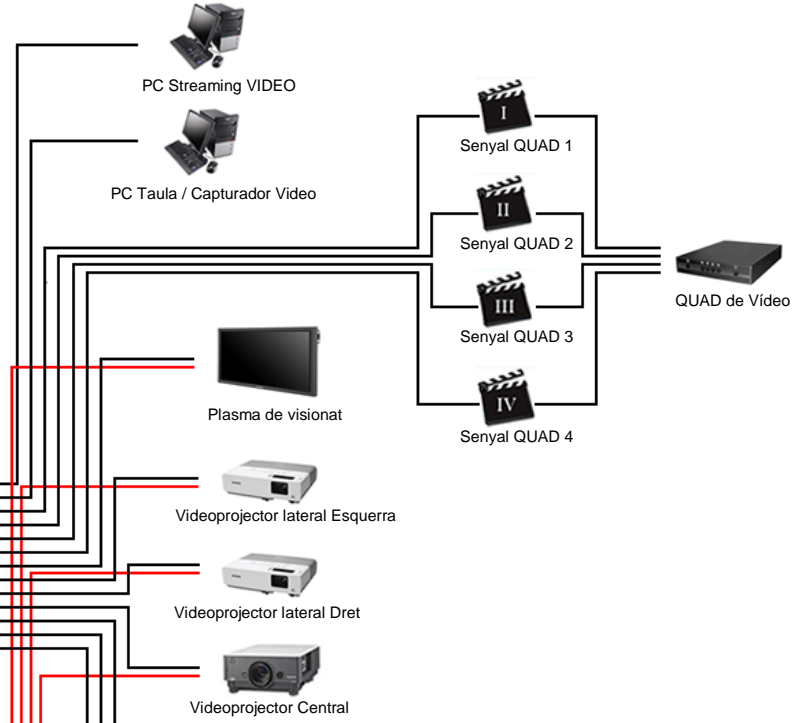 PC Streaming VIDEO
I
Senyal QUAD 1
PC Taula / Capturador Video
II
Senyal QUAD 2
QUAD de Vídeo
III
Senyal QUAD 3
Plasma de visionat
IV
Senyal QUAD 4
Videoprojector lateral Esquerra
Videoprojector lateral Dret
Videoprojector Central